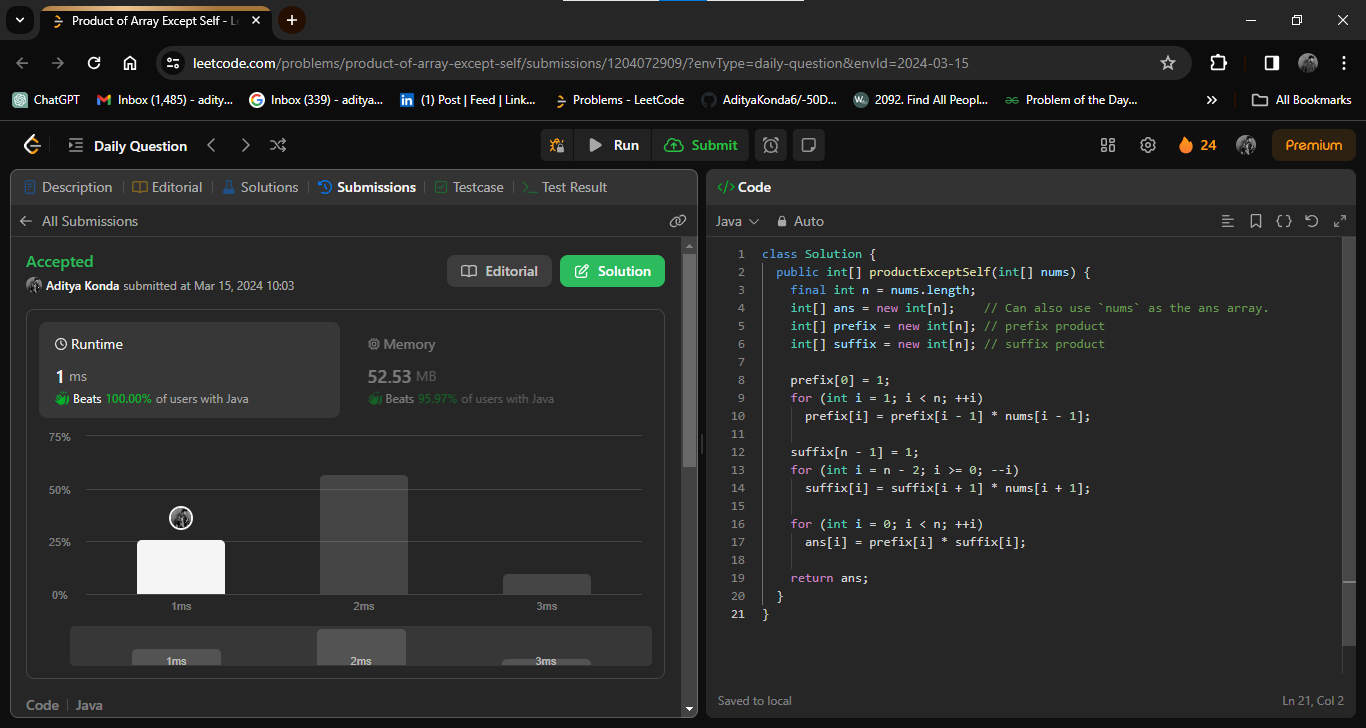 Product of Array Except Self - Le
leetcode.com/problems/product-of-array-except-self/submissions/1204072909/?envType=daily-question&envId=2024-03-15
ChatGPT
Inbox (1,485) - adity...
Inbox (339) - aditya...
(1) Post | Feed | Link...
Problems - LeetCode
AdityaKonda6/-50D...
2092. Find All Peopl...
Problem of the Day...
All Bookmarks
Daily Question
Run
Submit
24
Premium
Description
Editorial
Solutions
Submissions
Testcase
Test Result
All Submissions
Accepted
Aditya Konda submitted at Mar 15, 2024 10:03
Editorial
Solution
Runtime
1 ms
Beats 100.00% of users with Java
Memory
52.53 MB
Beats 95.97% of users with Java
75%
50%
25%
0%
1ms 2ms 3ms
1ms 2ms 3ms
Code | Java
</> Code
Java
Auto
1 class Solution {
2 public int[] productExceptSelf(int[] nums) {
3 final int n = nums.length;
4 int[] ans = new int[n]; // Can also use `nums` as the ans array.
5 int[] prefix = new int[n]; // prefix product
6 int[] suffix = new int[n]; // suffix product
7
8 prefix[0] = 1;
9 for (int i = 1; i < n; ++i)
10 prefix[i] = prefix[i - 1] * nums[i - 1];
11
12 suffix[n - 1] = 1;
13 for (int i = n - 2; i >= 0; --i)
14 suffix[i] = suffix[i + 1] * nums[i + 1];
15
16 for (int i = 0; i < n; ++i)
17 ans[i] = prefix[i] * suffix[i];
18
19 return ans;
20 }
21 }
Saved to local
Ln 21, Col 2